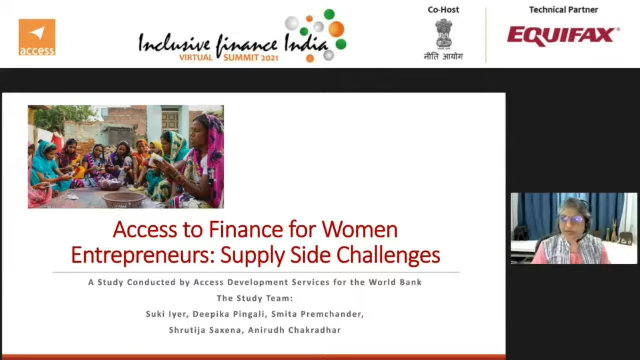 Co-Host
Technical Partner
access
Inclusive finance India
VIRTUAL SUMMIT 2021
नीति आयोग
EQUIFAX
Access to Finance for Women
Entrepreneurs: Supply Side Challenges
A Study Conducted by Access Development Services for the World Bank
The Study Team:
Suki Iyer, Deepika Pingali, Smita Premchander,
Shrutija Saxena, Anirudh Chakradhar